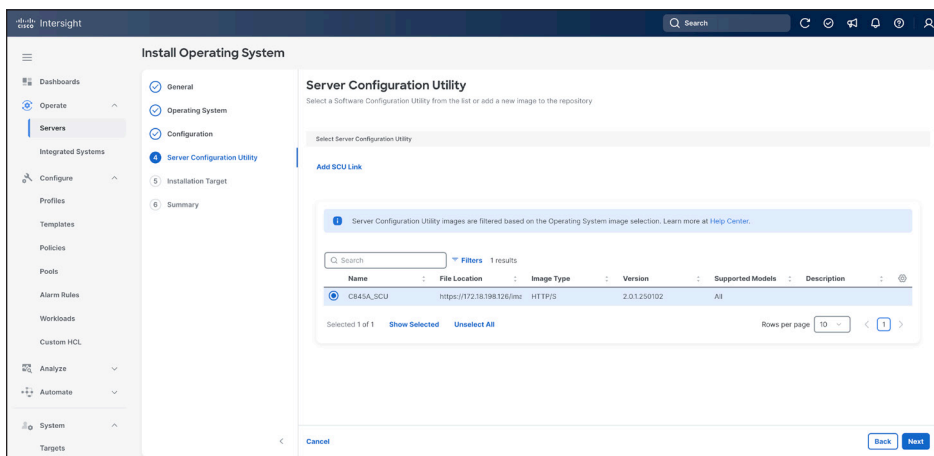 cisco Intersight
Search
Install Operating System
Dashboards
Operate
Servers
Integrated Systems
Configure
Profiles
Templates
Policies
Pools
Alarm Rules
Workloads
Custom HCL
Analyze
Automate
System
Targets
General
Operating System
Configuration
4 Server Configuration Utility
5 Installation Target
6 Summary
Server Configuration Utility
Select a Software Configuration Utility from the list or add a new image to the repository
Select Server Configuration Utility
Add SCU Link
Server Configuration Utility images are filtered based on the Operating System image selection. Learn more at Help Center.
Search Filters 1 results
Name File Location Image Type Version Supported Models Description
C845A_SCU https://172.18.198.126/ima HTTP/S 2.0.1.250102 All
Selected 1 of 1 Show Selected Unselect All Rows per page 10 1
Cancel Back Next